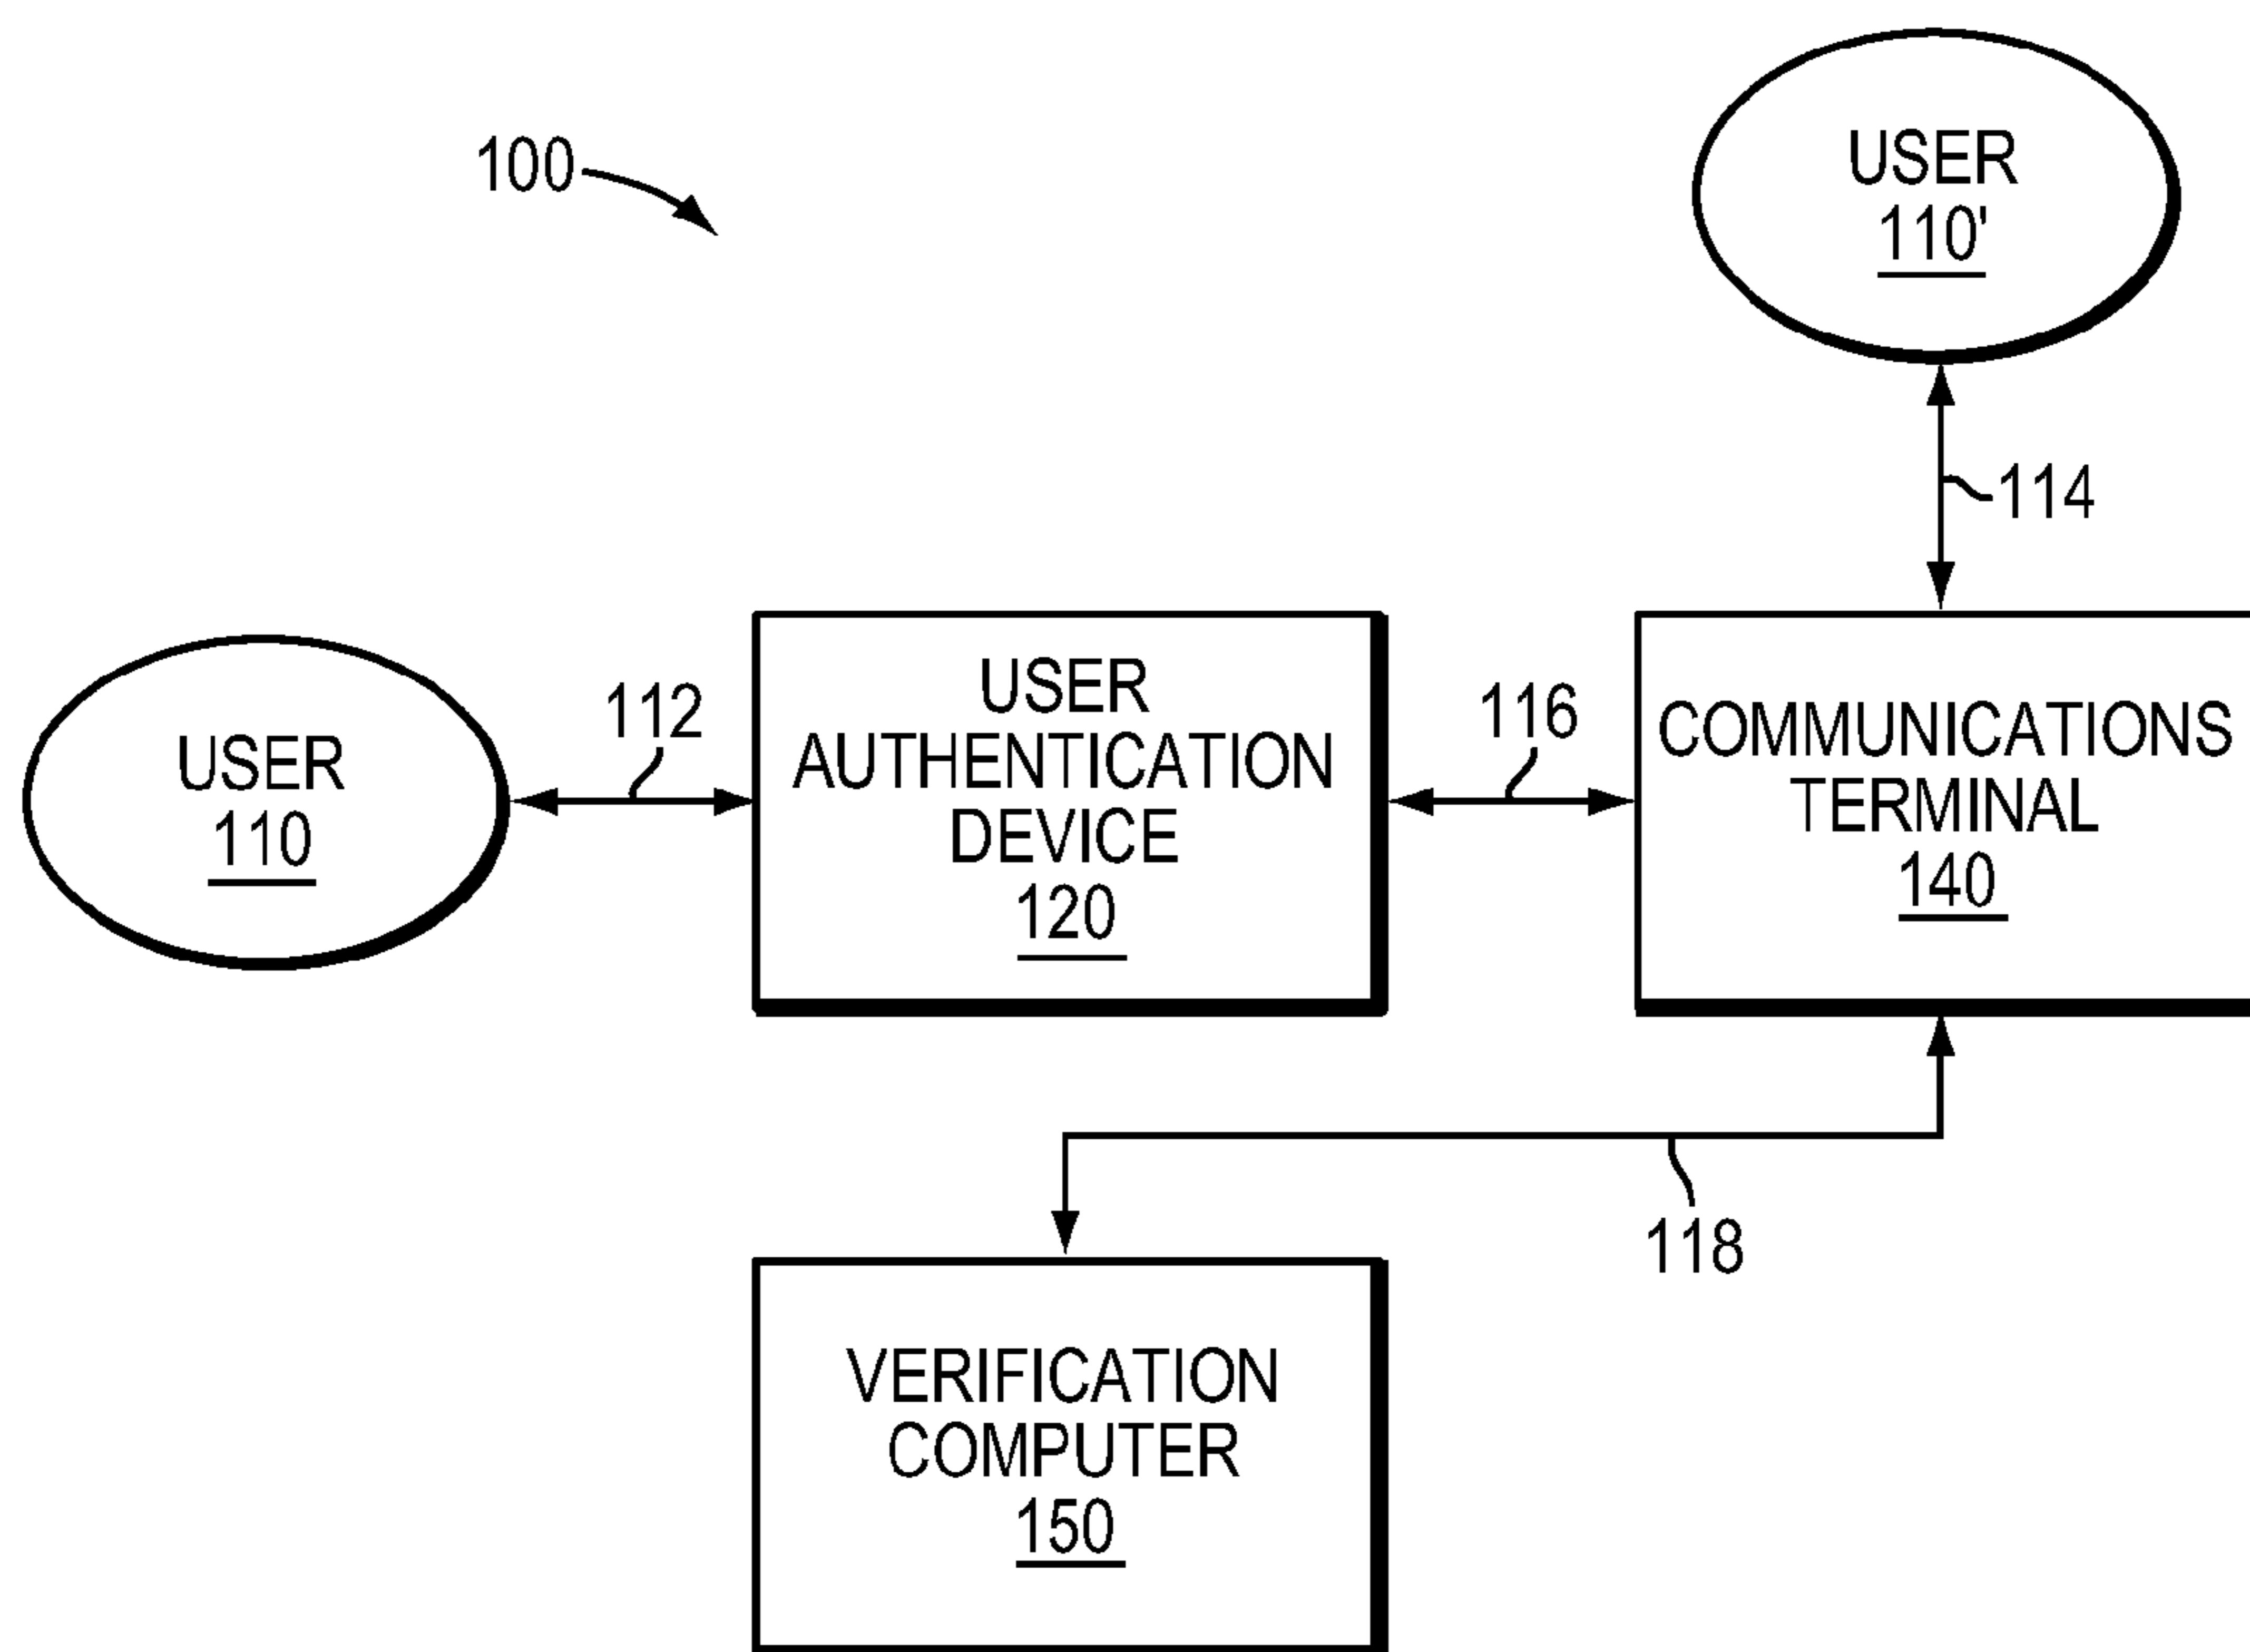 100
USER
110'
114
USER
110
112
USER
AUTHENTICATION
DEVICE
120
116
COMMUNICATIONS
TERMINAL
140
118
VERIFICATION
COMPUTER
150